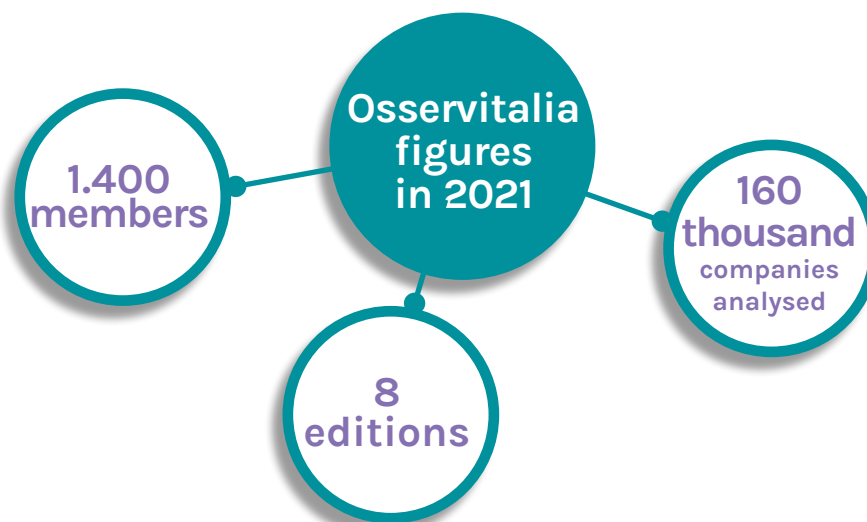 Osservitalia
figures
in 2021
1.400
members
160
thousand
companies
analysed
8
editions